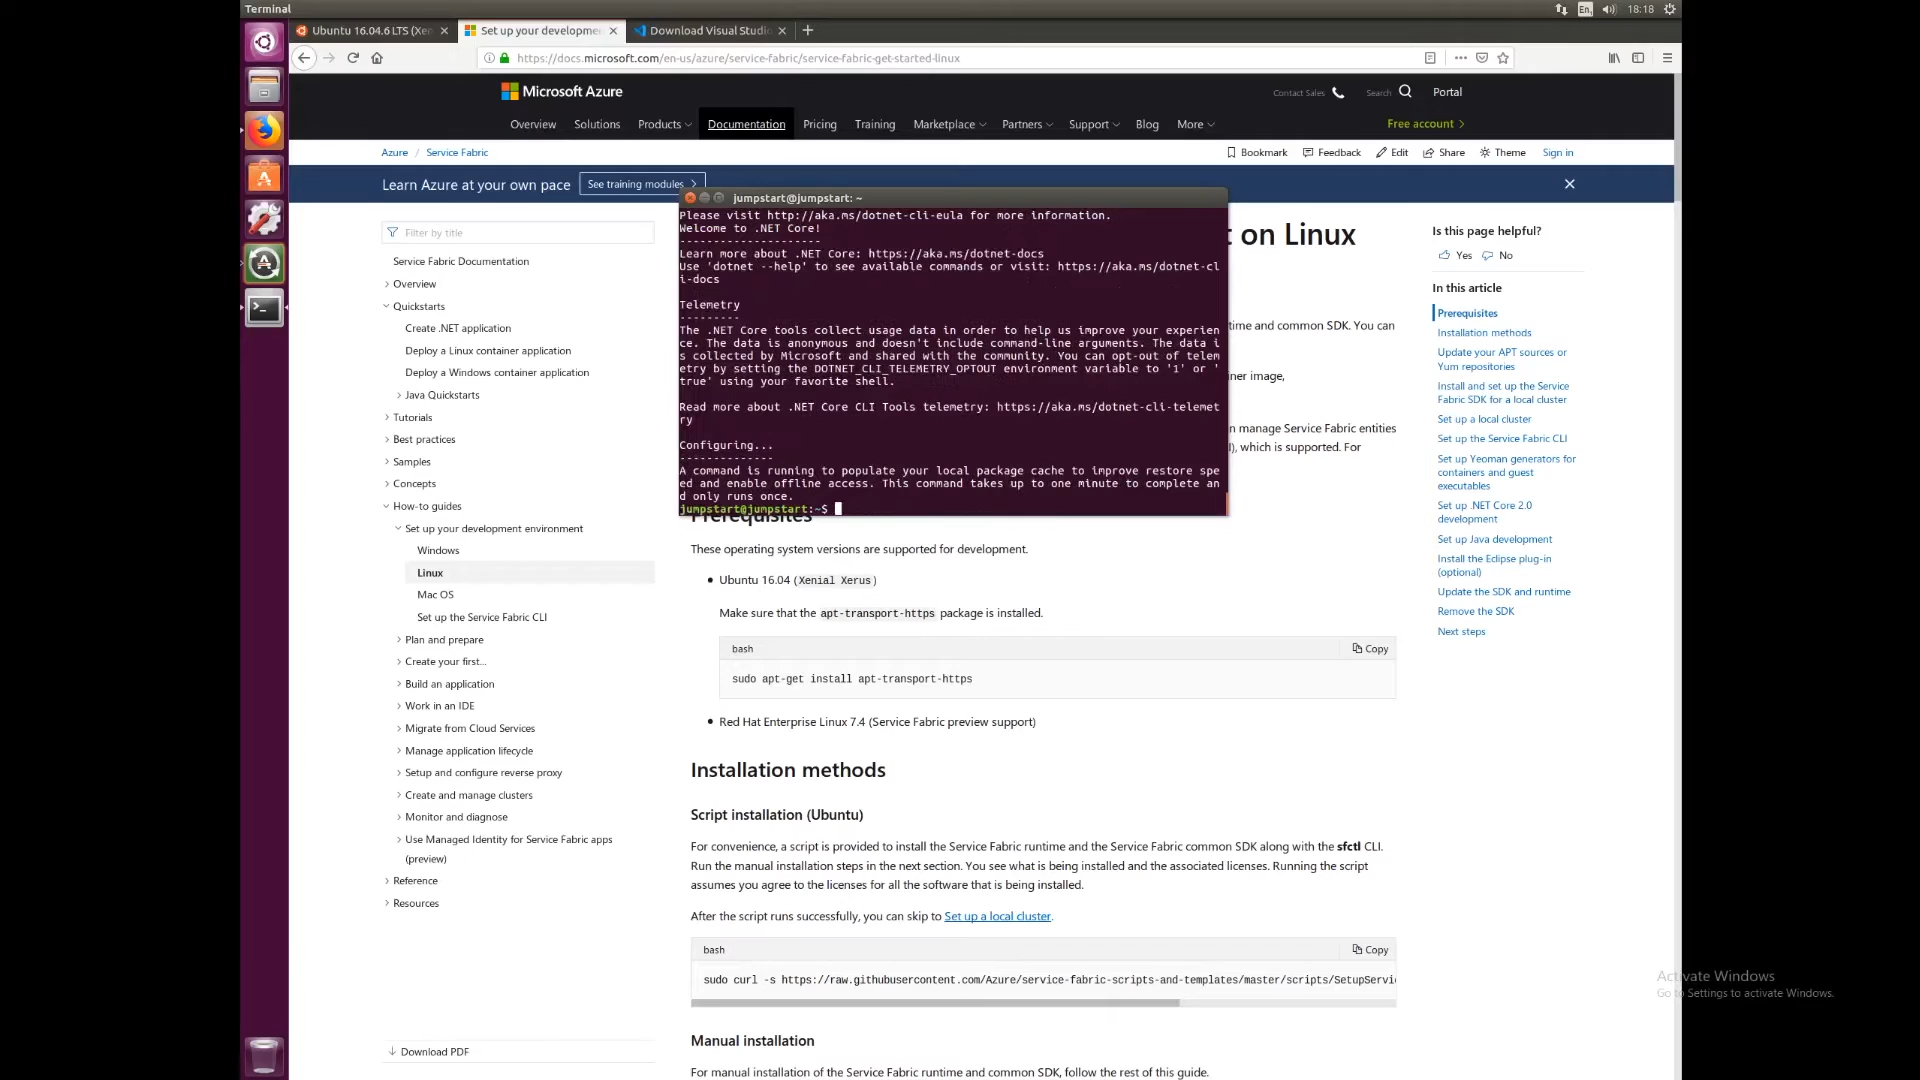 Terminal
En
18:18
Ubuntu 16.04.6 LTS (Xen
Set up your developme
Download Visual Studio
https://docs.microsoft.com/en-us/azure/service-fabric/service-fabric-get-started-linux
Microsoft Azure
Contact Sales
Search
Portal
Overview
Solutions
Products
Documentation
Pricing
Training
Marketplace
Partners
Support
Blog
More
Free account >
Azure / Service Fabric
Bookmark
Feedback
Edit
Share
Theme
Sign in
Learn Azure at your own pace
See training modules >
Filter by title
Service Fabric Documentation
Overview
Quickstarts
Create .NET application
Deploy a Linux container application
Deploy a Windows container application
Java Quickstarts
Tutorials
Best practices
Samples
Concepts
How-to guides
Set up your development environment
Windows
Linux
Mac OS
Set up the Service Fabric CLI
Plan and prepare
Create your first...
Build an application
Work in an IDE
Migrate from Cloud Services
Manage application lifecycle
Setup and configure reverse proxy
Create and manage clusters
Monitor and diagnose
Use Managed Identity for Service Fabric apps
(preview)
Reference
Resources
Download PDF
jumpstart@jumpstart: ~
Please visit http://aka.ms/dotnet-cli-eula for more information.
Welcome to .NET Core!
---------------------
Learn more about .NET Core: https://aka.ms/dotnet-docs
Use 'dotnet --help' to see available commands or visit: https://aka.ms/dotnet-cl
i-docs
Telemetry
---------
The .NET Core tools collect usage data in order to help us improve your experien
ce. The data is anonymous and doesn't include command-line arguments. The data i
s collected by Microsoft and shared with the community. You can opt-out of telem
etry by setting the DOTNET_CLI_TELEMETRY_OPTOUT environment variable to '1' or '
true' using your favorite shell.
Read more about .NET Core CLI Tools telemetry: https://aka.ms/dotnet-cli-telemet
ry
Configuring...
--------------
A command is running to populate your local package cache to improve restore spe
ed and enable offline access. This command takes up to one minute to complete an
d only runs once.
jumpstart@jumpstart:~$
t on Linux
time and common SDK. You can
iner image,
n manage Service Fabric entities
I), which is supported. For
Prerequisites
These operating system versions are supported for development.
• Ubuntu 16.04 (Xenial Xerus)
Make sure that the apt-transport-https package is installed.
bash
Copy
sudo apt-get install apt-transport-https
• Red Hat Enterprise Linux 7.4 (Service Fabric preview support)
Installation methods
Script installation (Ubuntu)
For convenience, a script is provided to install the Service Fabric runtime and the Service Fabric common SDK along with the sfctl CLI.
Run the manual installation steps in the next section. You see what is being installed and the associated licenses. Running the script
assumes you agree to the licenses for all the software that is being installed.
After the script runs successfully, you can skip to Set up a local cluster.
bash
Copy
sudo curl -s https://raw.githubusercontent.com/Azure/service-fabric-scripts-and-templates/master/scripts/SetupServic
Manual installation
For manual installation of the Service Fabric runtime and common SDK, follow the rest of this guide.
Is this page helpful?
Yes
No
In this article
Prerequisites
Installation methods
Update your APT sources or
Yum repositories
Install and set up the Service
Fabric SDK for a local cluster
Set up a local cluster
Set up the Service Fabric CLI
Set up Yeoman generators for
containers and guest
executables
Set up .NET Core 2.0
development
Set up Java development
Install the Eclipse plug-in
(optional)
Update the SDK and runtime
Remove the SDK
Next steps
Activate Windows
Go to Settings to activate Windows.